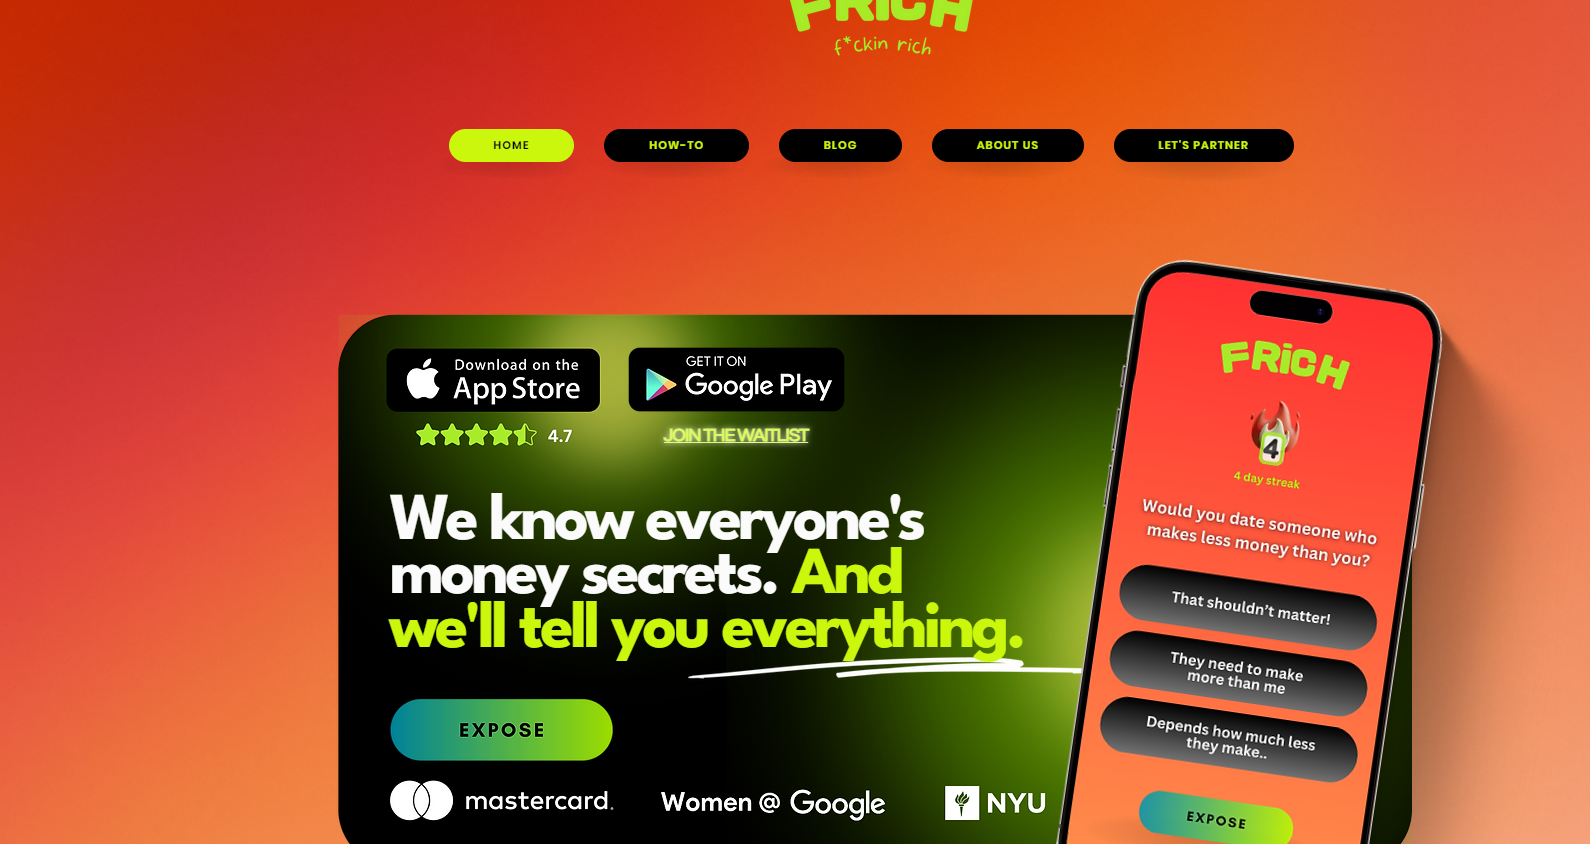 FRiCH
f*ckin rich
HOME
HOW-TO
BLOG
ABOUT US
LET'S PARTNER
Download on the
App Store
GET IT ON
Google Play
4.7
JOIN THE WAITLIST
We know everyone's
money secrets. And
we'll tell you everything.
EXPOSE
mastercard.
Women @ Google
NYU
FRiCH
4
4 day streak
Would you date someone who
makes less money than you?
That shouldn’t matter!
They need to make
more than me
Depends how much less
they make..
EXPOSE